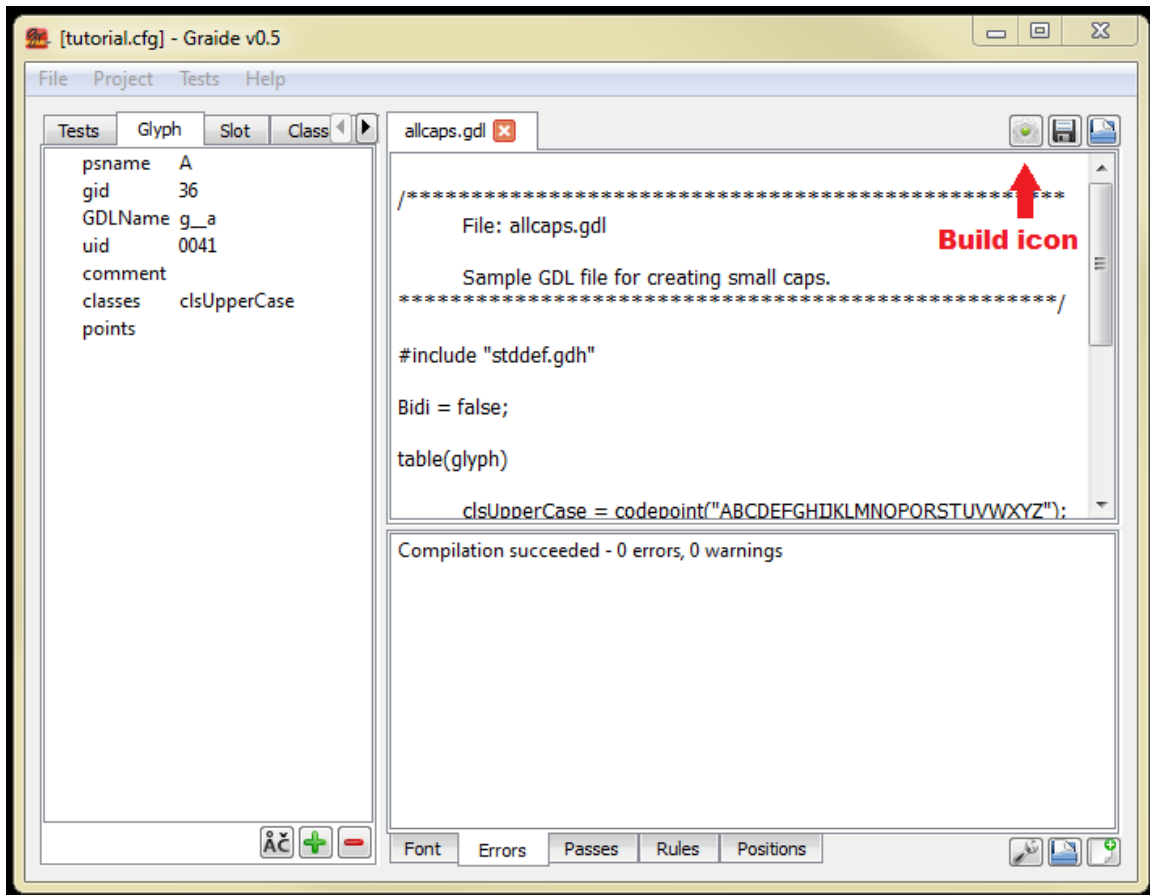 [tutorial.cfg] - Graide v0.5
File Project Tests Help
Tests Glyph Slot Class
psname A
gid 36
GDLName g__a
uid 0041
comment
classes clsUpperCase
points
allcaps.gdl
Build icon
/***************************************************
File: allcaps.gdl
Sample GDL file for creating small caps.
***************************************************/
#include "stddef.gdh"
Bidi = false;
table(glyph)
clsUpperCase = codepoint("ABCDEFGHIJKLMNOPQRSTUVWXYZ");
Compilation succeeded - 0 errors, 0 warnings
Åč
Font Errors Passes Rules Positions